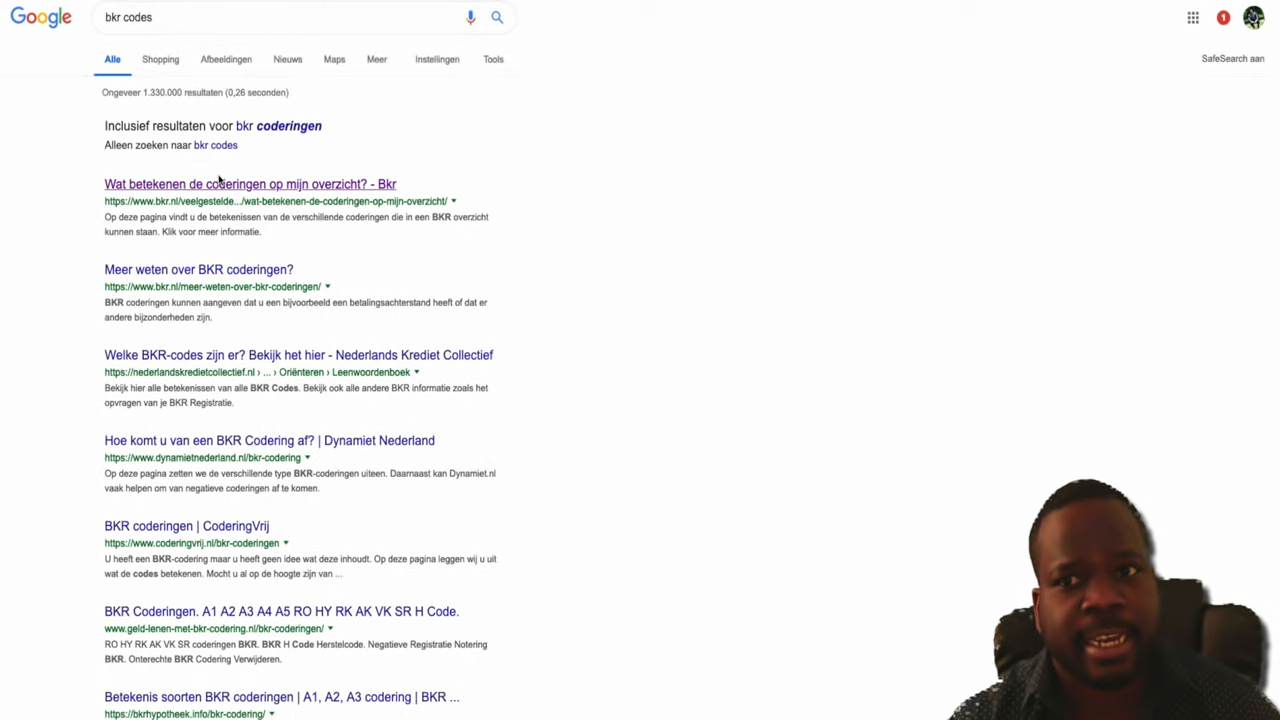 Google
bkr codes
1
Alle Shopping Afbeeldingen Nieuws Maps Meer Instellingen Tools
SafeSearch aan
Ongeveer 1.330.000 resultaten (0,26 seconden)
Inclusief resultaten voor bkr coderingen
Alleen zoeken naar bkr codes
Wat betekenen de coderingen op mijn overzicht? - Bkr
https://www.bkr.nl/veelgestelde.../wat-betekenen-de-coderingen-op-mijn-overzicht/
Op deze pagina vindt u de betekenissen van de verschillende coderingen die in een BKR overzicht
kunnen staan. Klik voor meer informatie.
Meer weten over BKR coderingen?
https://www.bkr.nl/meer-weten-over-bkr-coderingen/
BKR coderingen kunnen aangeven dat u een bijvoorbeeld een betalingsachterstand heeft of dat er
andere bijzonderheden zijn.
Welke BKR-codes zijn er? Bekijk het hier - Nederlands Krediet Collectief
https://nederlandskredietcollectief.nl › ... › Oriënteren › Leenwoordenboek
Bekijk hier alle betekenissen van alle BKR Codes. Bekijk ook alle andere BKR informatie zoals het
opvragen van je BKR Registratie.
Hoe komt u van een BKR Codering af? | Dynamiet Nederland
https://www.dynamietnederland.nl/bkr-codering
Op deze pagina zetten we de verschillende type BKR-coderingen uiteen. Daarnaast kan Dynamiet.nl
vaak helpen om van negatieve coderingen af te komen.
BKR coderingen | CoderingVrij
https://www.coderingvrij.nl/bkr-coderingen
U heeft een BKR-codering maar u heeft geen idee wat deze inhoudt. Op deze pagina leggen wij u uit
wat de codes betekenen. Mocht u al op de hoogte zijn van ...
BKR Coderingen. A1 A2 A3 A4 A5 RO HY RK AK VK SR H Code.
www.geld-lenen-met-bkr-codering.nl/bkr-coderingen/
RO HY RK AK VK SR coderingen BKR. BKR H Code Herstelcode. Negatieve Registratie Notering
BKR. Onterechte BKR Codering Verwijderen.
Betekenis soorten BKR coderingen | A1, A2, A3 codering | BKR ...
https://bkrhypotheek.info/bkr-codering/